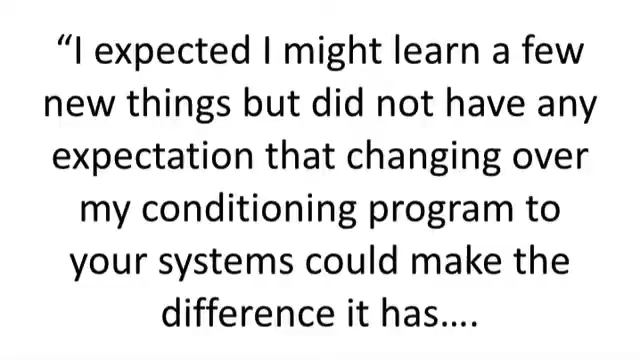 “I expected I might learn a few
new things but did not have any
expectation that changing over
my conditioning program to
your systems could make the
difference it has....